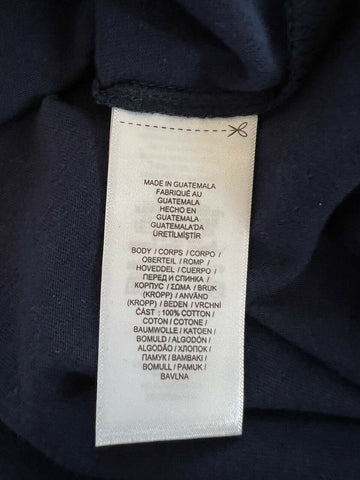 MADE IN GUATEMALA
FABRIQUÉ AU
GUATEMALA
HECHO EN
GUATEMALA
GUATEMALA'DA
ÜRETİLMİŞTİR
BODY / CORPS / CORPO /
OBERTEIL / ROMP /
HOVEDDEL / CUERPO /
ПЕРЕД И СПИНКА /
КОРПУС / ΣΩΜΑ / BRUK
(KROPP) / ANVÄND
(KROPP) / BEDEN / VRCHNÍ
ČÁST : 100% COTTON /
COTON / COTONE /
BAUMWOLLE / KATOEN /
BOMULD / ALGODÓN /
ALGODÃO / ХЛОПОК /
ПАМУК / ΒΑΜΒΑΚΙ /
BOMULL / PAMUK /
BAVLNA